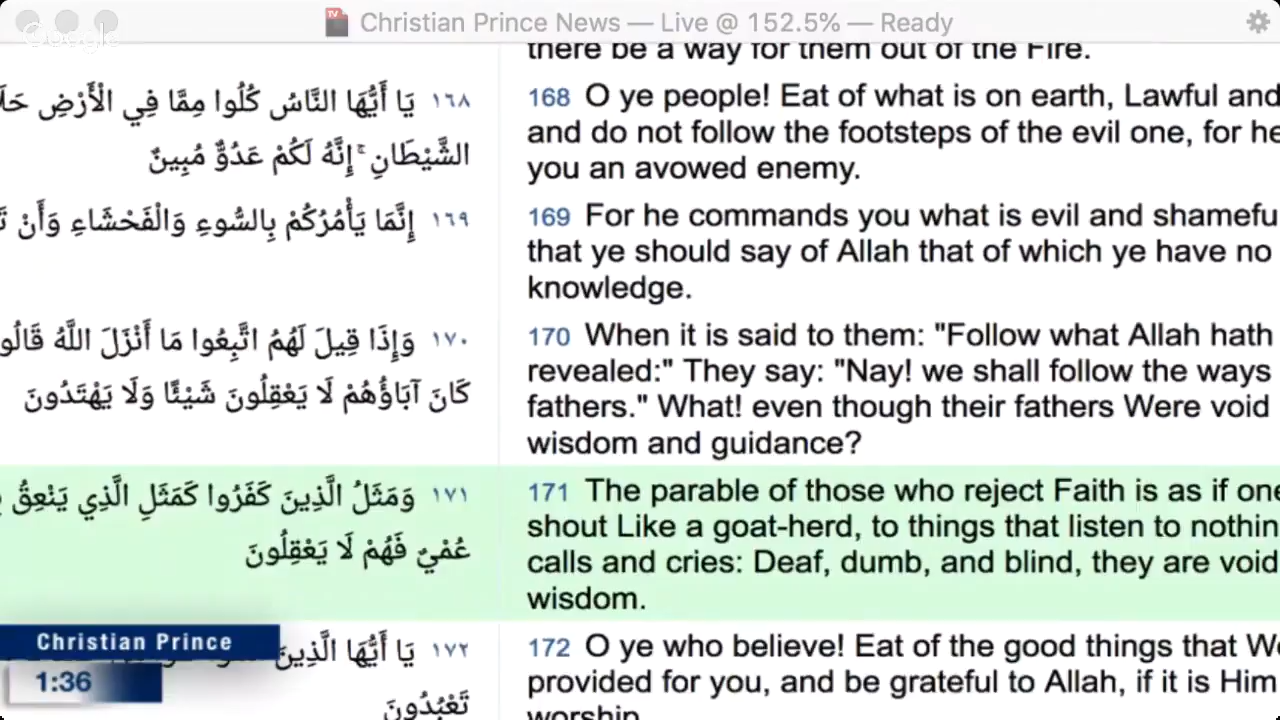 Christian Prince News — Live @ 152.5% — Ready
Google
there be a way for them out of the Fire.
١٦٨ يَا أَيُّهَا النَّاسُ كُلُوا مِمَّا فِي الْأَرْضِ
الشَّيْطَانِ ۚ إِنَّهُ لَكُمْ عَدُوٌّ مُبِينٌ
168 O ye people! Eat of what is on earth, Lawful and
and do not follow the footsteps of the evil one, for he
you an avowed enemy.
١٦٩ إِنَّمَا يَأْمُرُكُمْ بِالسُّوءِ وَالْفَحْشَاءِ وَأَنْ
169 For he commands you what is evil and shamefu
that ye should say of Allah that of which ye have no
knowledge.
١٧٠ وَإِذَا قِيلَ لَهُمُ اتَّبِعُوا مَا أَنْزَلَ اللَّهُ قَالُو
كَانَ آبَاؤُهُمْ لَا يَعْقِلُونَ شَيْئًا وَلَا يَهْتَدُونَ
170 When it is said to them: "Follow what Allah hath
revealed:" They say: "Nay! we shall follow the ways
fathers." What! even though their fathers Were void
wisdom and guidance?
١٧١ وَمَثَلُ الَّذِينَ كَفَرُوا كَمَثَلِ الَّذِي يَنْعِقُ
عُمْيٌ فَهُمْ لَا يَعْقِلُونَ
171 The parable of those who reject Faith is as if one
shout Like a goat-herd, to things that listen to nothin
calls and cries: Deaf, dumb, and blind, they are void
wisdom.
١٧٢ يَا أَيُّهَا الَّذِينَ
تَعْبُدُونَ
172 O ye who believe! Eat of the good things that We
provided for you, and be grateful to Allah, if it is Him
worship.
Christian Prince
1:36